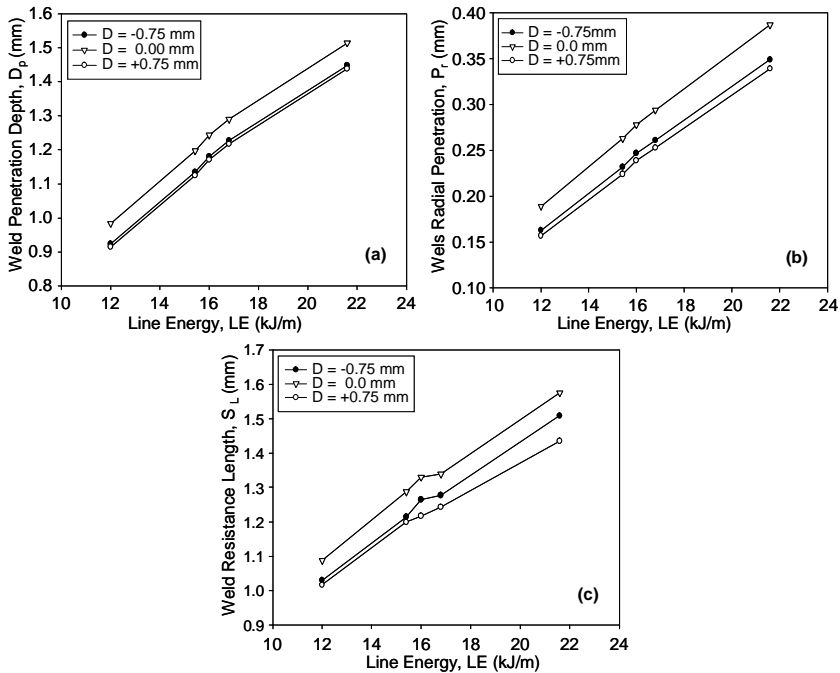 Weld Penetration Depth, Dp (mm)
1.6
1.5
1.4
1.3
1.2
1.1
1.0
0.9
0.8
D = -0.75 mm
D =  0.00 mm
D = +0.75 mm
(a)
10 12 14 16 18 20 22 24
Line Energy, LE (kJ/m)
Wels Radial Penetration, Pr (mm)
0.40
0.35
0.30
0.25
0.20
0.15
0.10
D = -0.75mm
D = 0.0 mm
D = +0.75mm
(b)
10 12 14 16 18 20 22 24
Line Energy, LE (kJ/m)
Weld Resistance Length, S L (mm)
1.7
1.6
1.5
1.4
1.3
1.2
1.1
1.0
0.9
D = -0.75 mm
D =  0.0 mm
D = +0.75 mm
(c)
10 12 14 16 18 20 22 24
Line Energy, LE (kJ/m)